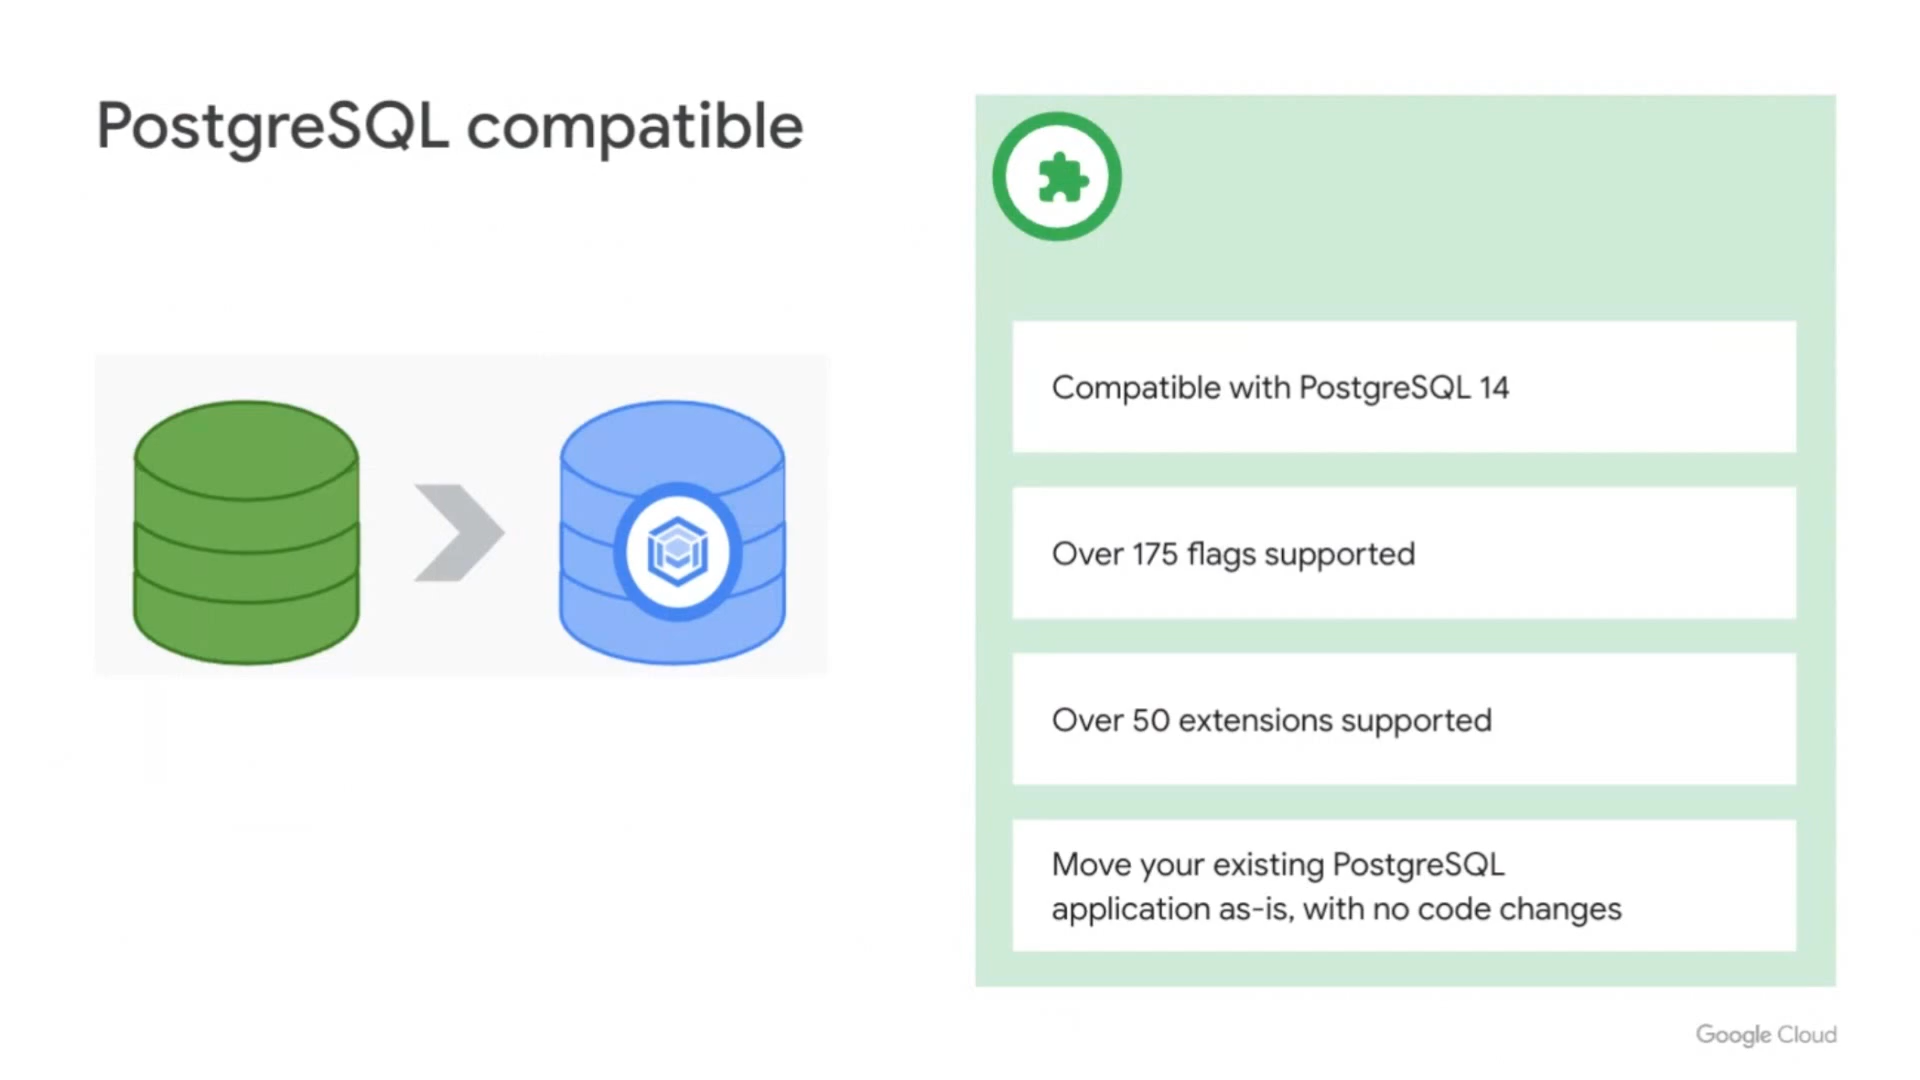 PostgreSQL compatible
Compatible with PostgreSQL 14
Over 175 flags supported
Over 50 extensions supported
Move your existing PostgreSQL
application as-is, with no code changes
Google Cloud